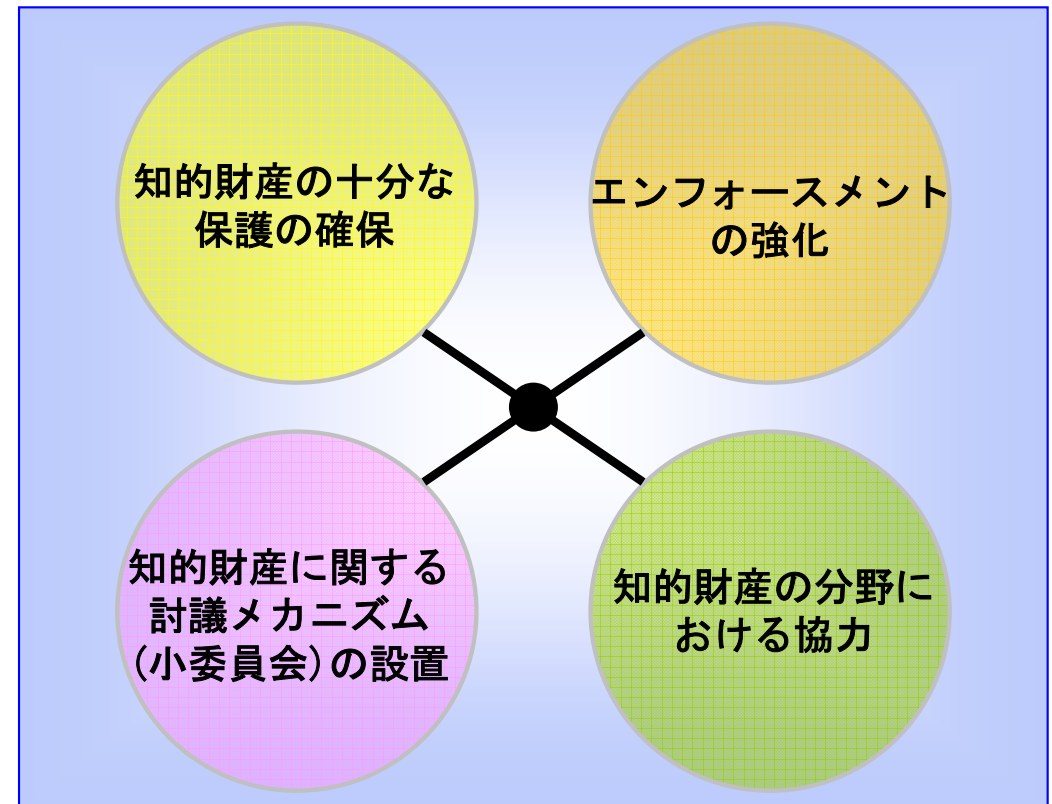 知的財産の十分な
保護の確保
エンフォースメント
の強化
知的財産に関する
討議メカニズム
(小委員会)の設置
知的財産の分野に
おける協力